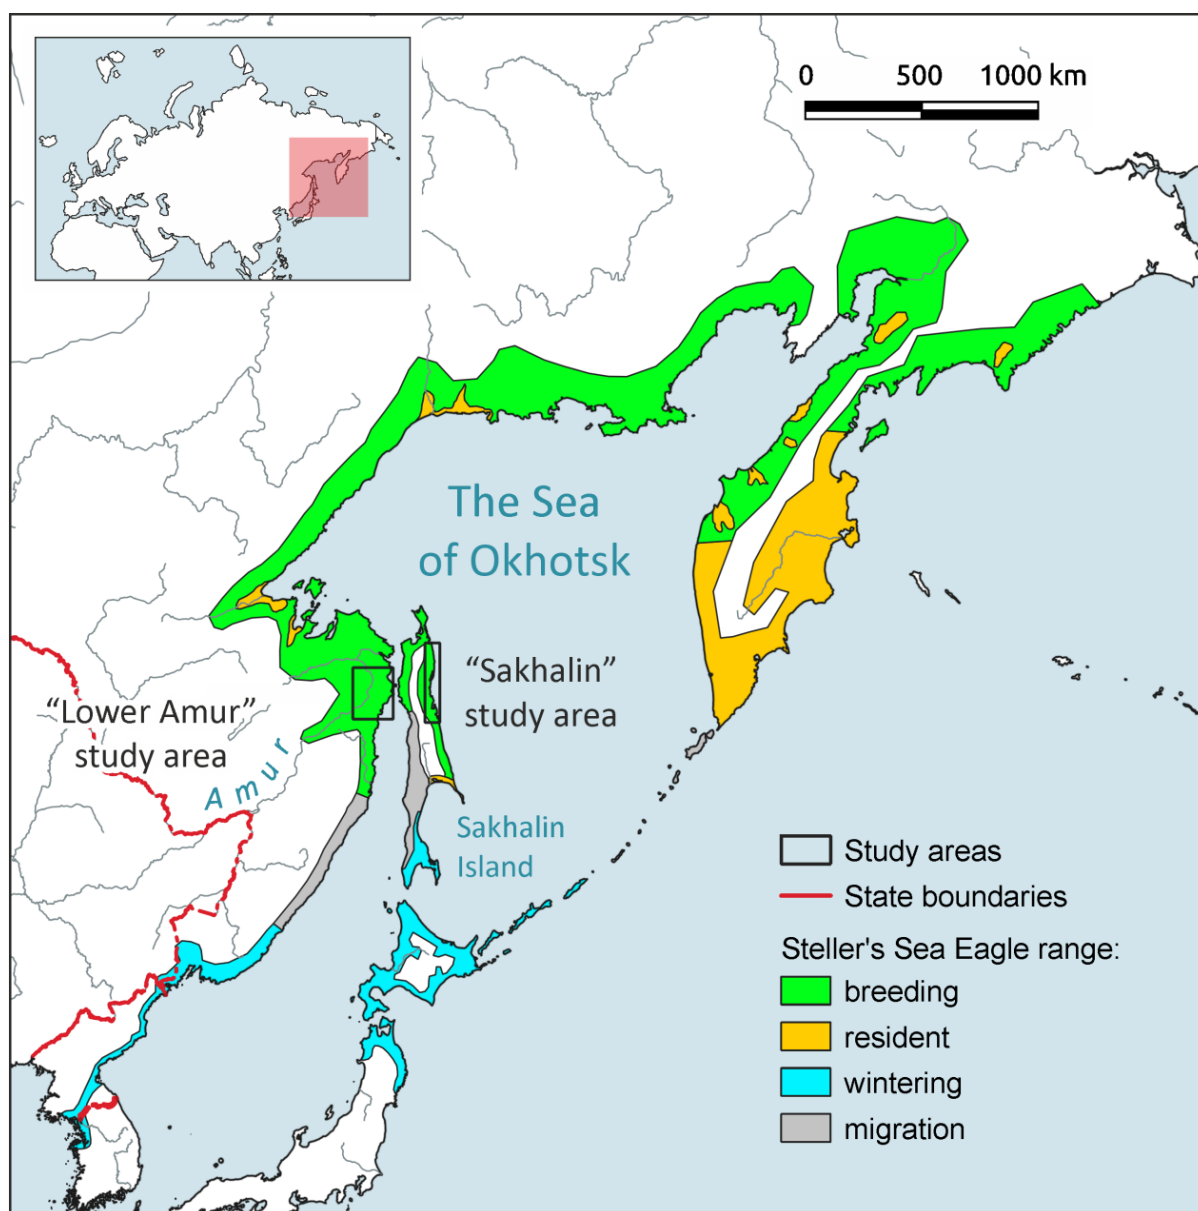 0 500 1000 km
The Sea
of Okhotsk
“Sakhalin”
study area
“Lower Amur”
study area
Amur
Sakhalin
Island
Study areas
State boundaries
Steller's Sea Eagle range:
breeding
resident
wintering
migration